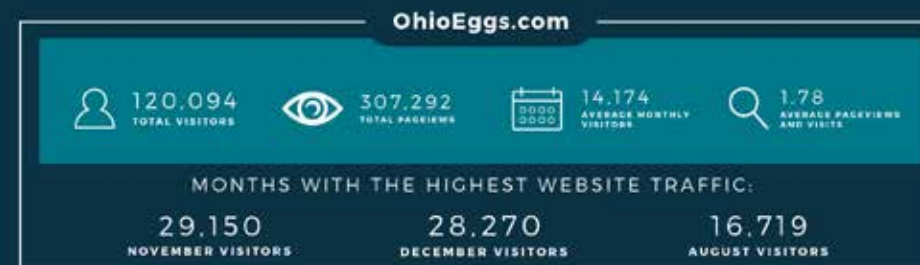 OhioEggs.com
120,094
TOTAL VISITORS
307,292
TOTAL PAGEIEWS
14,174
AVERAGE MONTHLY
VISITORS
1.78
AVERAGE PAGEVIEWS
AND VISITS
MONTHS WITH THE HIGHEST WEBSITE TRAFFIC:
29,150
NOVEMBER VISITORS
28,270
DECEMBER VISITORS
16,719
AUGUST VISITORS